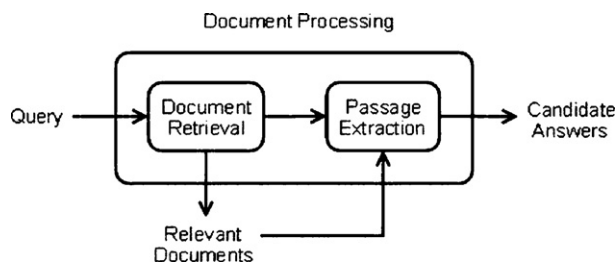 Document Processing
Query
Document
Retrieval
Passage
Extraction
Candidate
Answers
Relevant
Documents